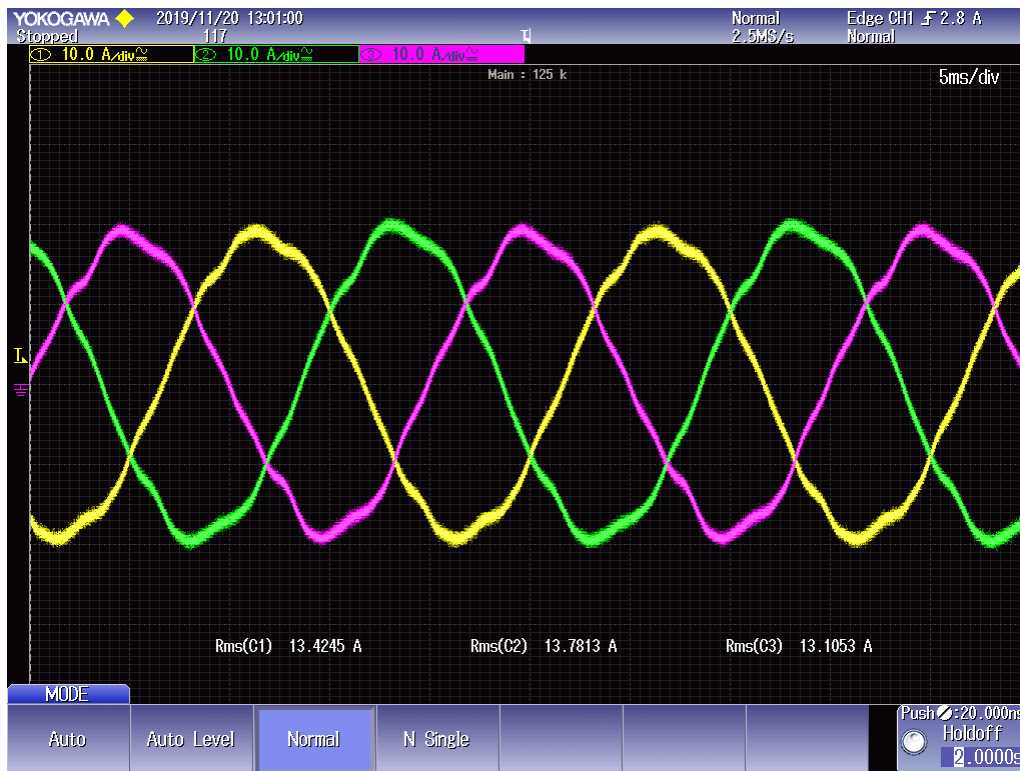 YOKOGAWA 2019/11/20 13:01:00 Normal Edge CH1 2.8 A
Stopped 117 2.5MS/s Normal
1 10.0 A/div 2 10.0 A/div 3 10.0 A/div
Main : 125 k
5ms/div
T
Rms(C1) 13.4245 A Rms(C2) 13.7813 A Rms(C3) 13.1053 A
MODE
Auto Auto Level Normal N Single
Push :20.000ns
Holdoff
2.0000s